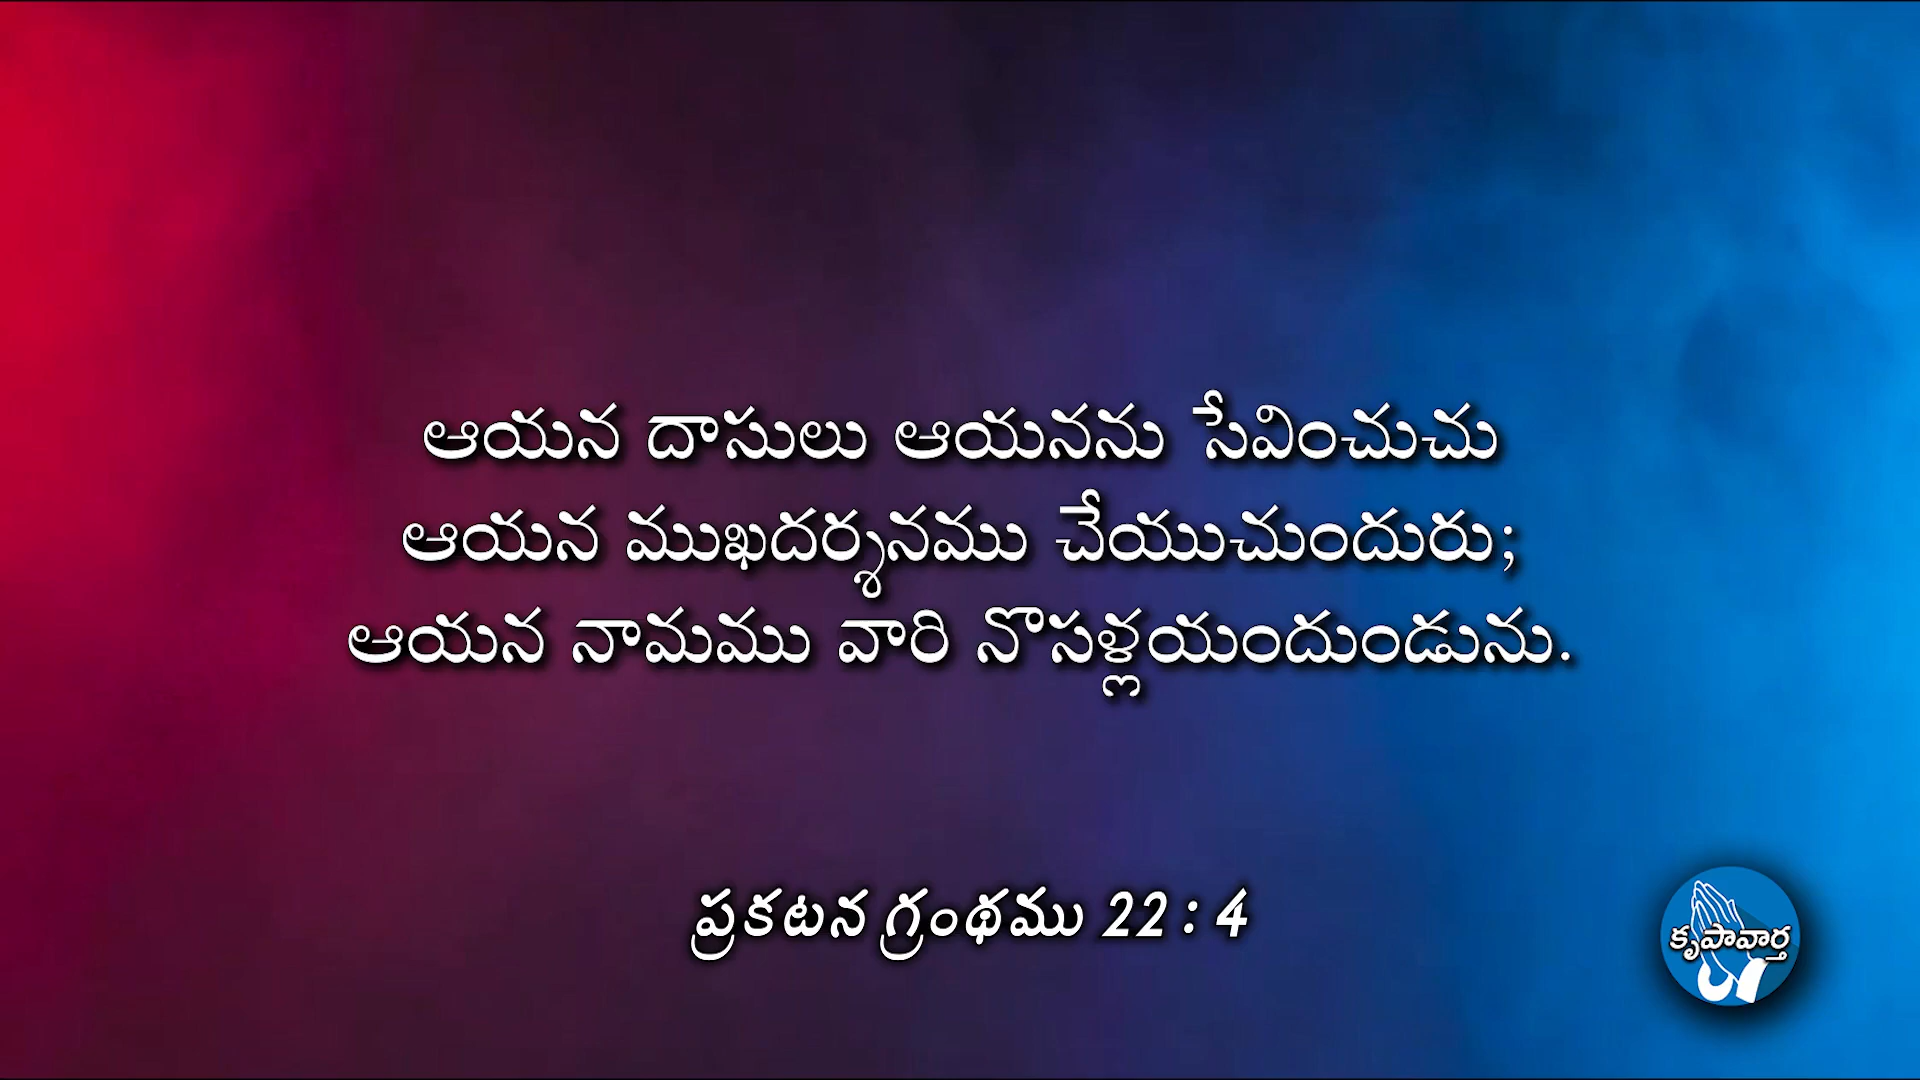 ఆయన దాసులు ఆయనను సేవించుచు
ఆయన ముఖదర్శనము చేయుచుందురు;
ఆయన నామము వారి నొసళ్లయందుండును.
ప్రకటన గ్రంథము 22 : 4
కృపావార్త